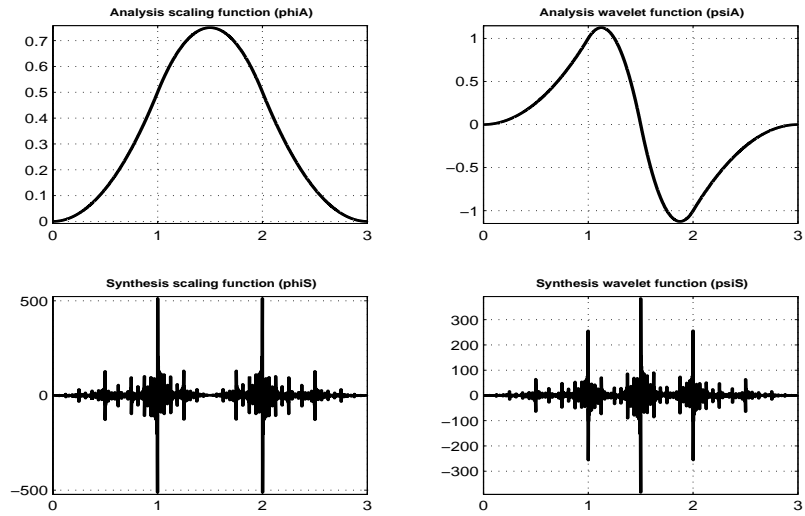 Analysis scaling function (phiA)
0.7
0.6
0.5
0.4
0.3
0.2
0.1
0
0 1 2 3
Analysis wavelet function (psiA)
1
0.5
0
−0.5
−1
0 1 2 3
Synthesis scaling function (phiS)
500
0
−500
0 1 2 3
Synthesis wavelet function (psiS)
300
200
100
0
−100
−200
−300
0 1 2 3